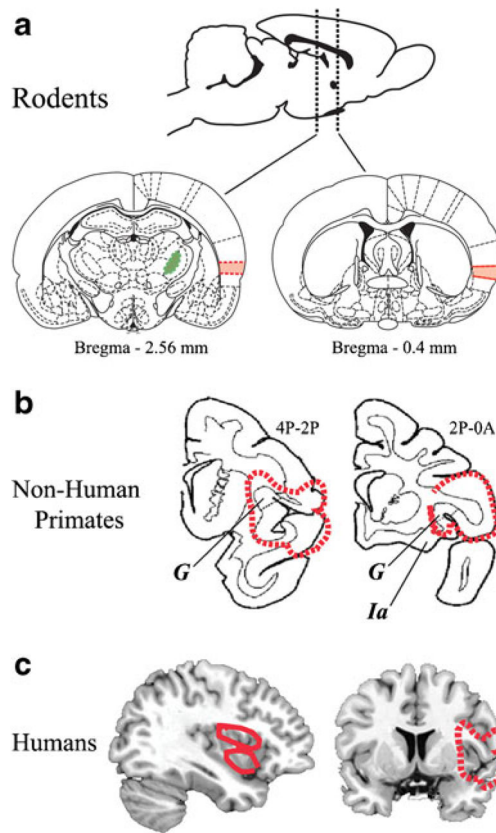 a
Rodents
Bregma - 2.56 mm
Bregma - 0.4 mm
b
4P-2P
2P-0A
Non-Human
Primates
G
G
Ia
c
Humans